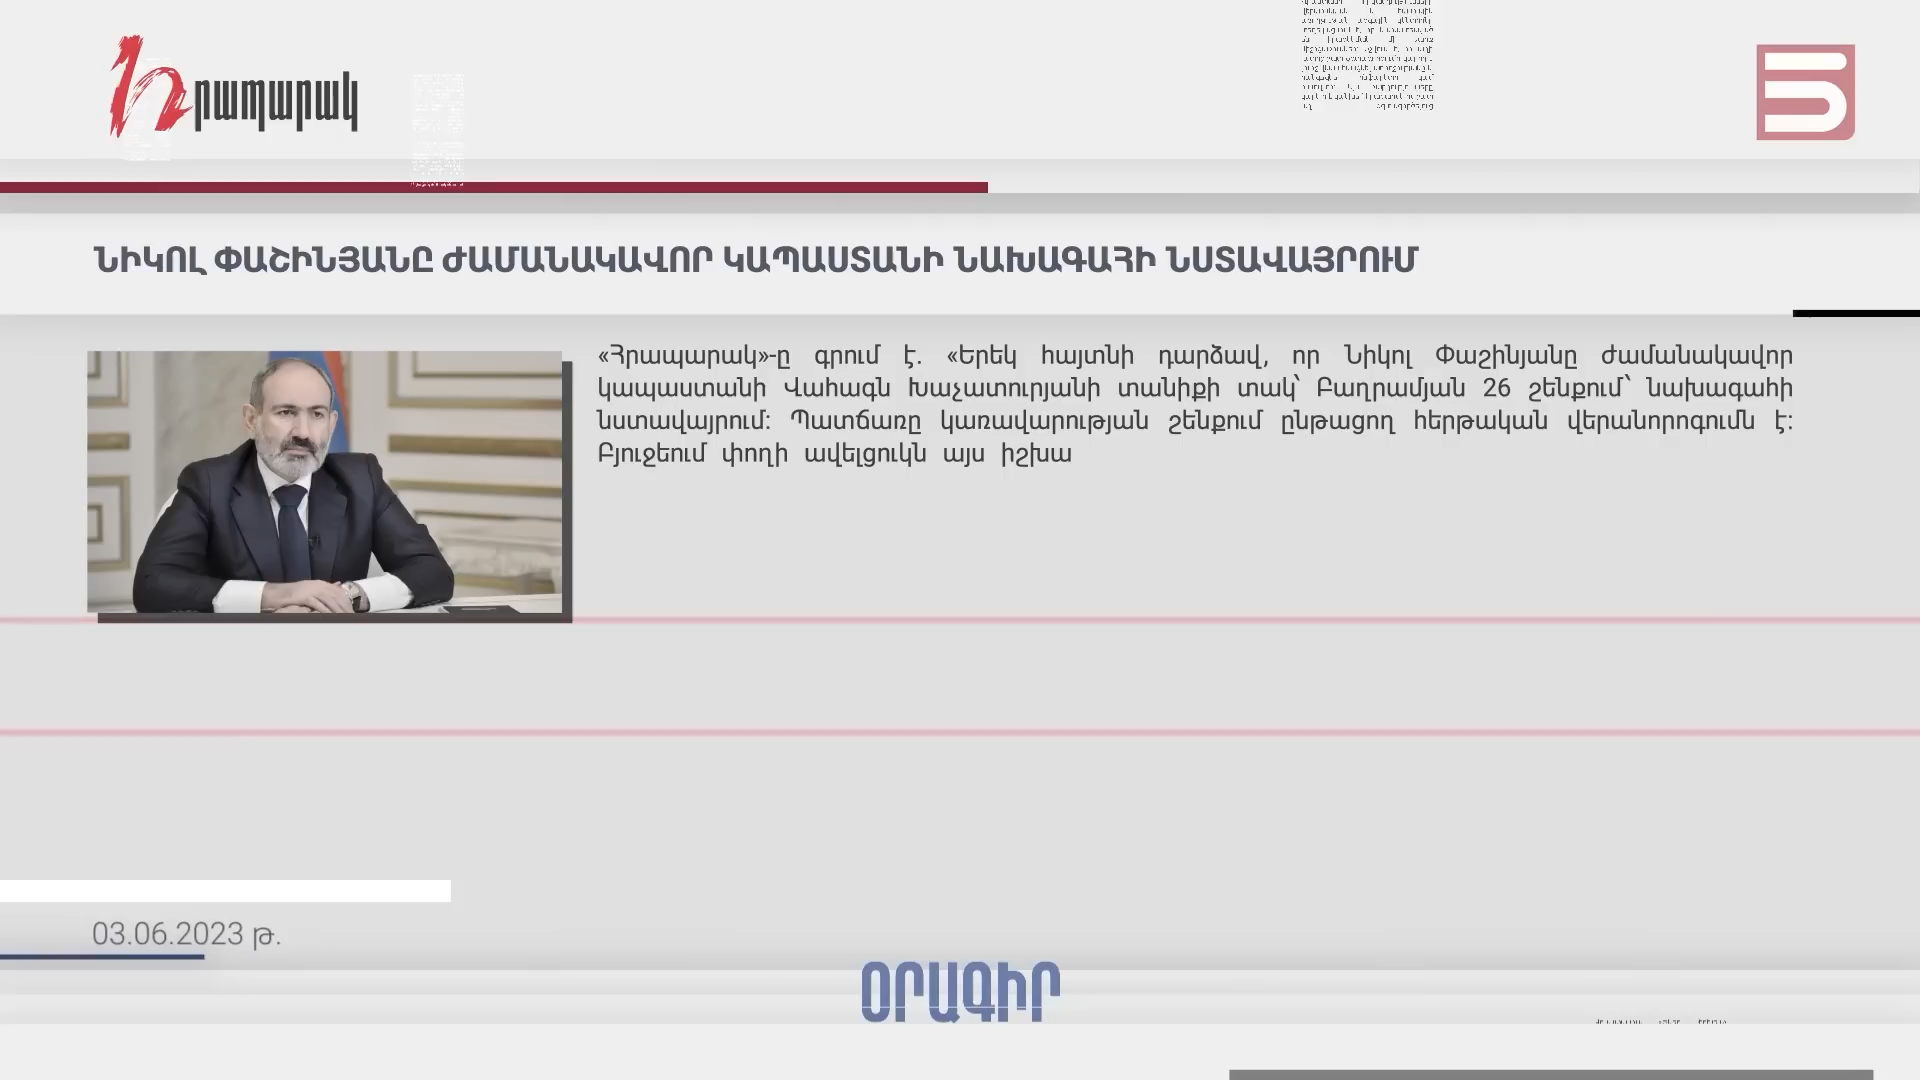 Հրապարակ
5
ՆԻԿՈԼ ՓԱՇԻՆՅԱՆԸ ԺԱՄԱՆԱԿԱՎՈՐ ԿԱՊԱՍՏԱՆԻ ՆԱԽԱԳԱՀԻ ՆՍՏԱՎԱՅՐՈՒՄ
«Հրապարակ»-ը գրում է. «Երեկ հայտնի դարձավ, որ Նիկոլ Փաշինյանը ժամանակավոր
կապաստանի Վահագն Խաչատուրյանի տանիքի տակ՝ Բաղրամյան 26 շենքում՝ նախագահի
նստավայրում: Պատճառը կառավարության շենքում ընթացող հերթական վերանորոգումն է:
Բյուջեում փողի ավելցուկն այս իշխա
03.06.2023 թ.
ՕՐԱԳԻՐ